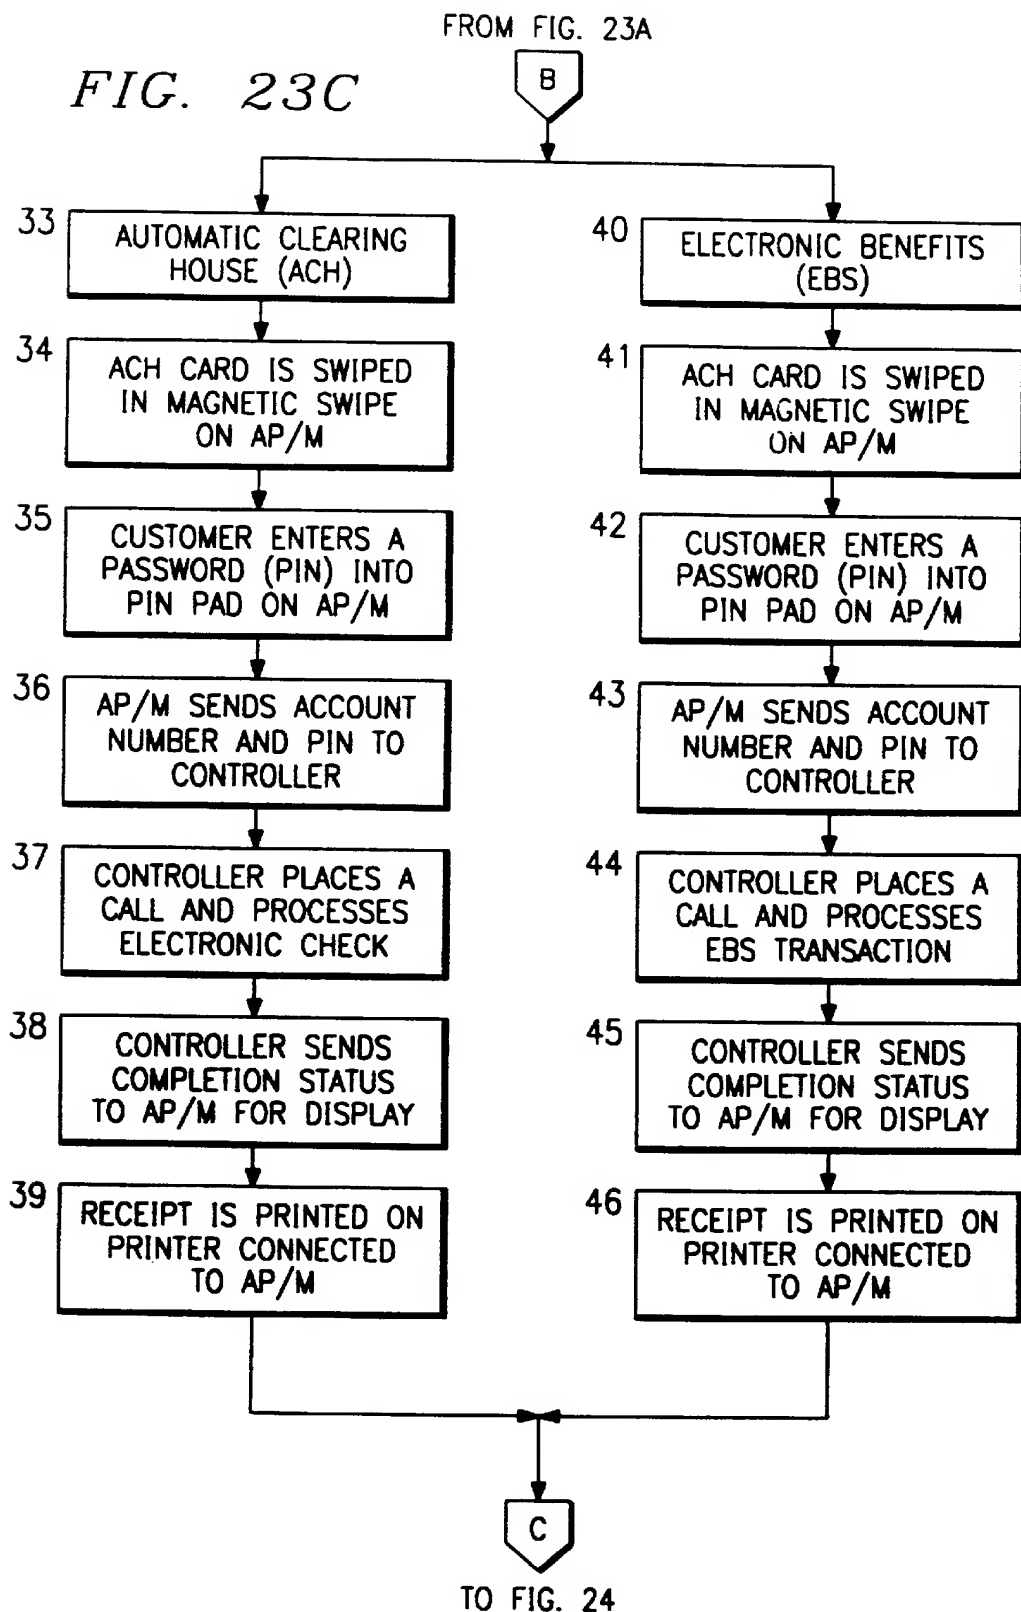 FROM FIG. 23A
B
FIG. 23C
33
AUTOMATIC CLEARING
HOUSE (ACH)
34
ACH CARD IS SWIPED
IN MAGNETIC SWIPE
ON AP/M
35
CUSTOMER ENTERS A
PASSWORD (PIN) INTO
PIN PAD ON AP/M
36
AP/M SENDS ACCOUNT
NUMBER AND PIN TO
CONTROLLER
37
CONTROLLER PLACES A
CALL AND PROCESSES
ELECTRONIC CHECK
38
CONTROLLER SENDS
COMPLETION STATUS
TO AP/M FOR DISPLAY
39
RECEIPT IS PRINTED ON
PRINTER CONNECTED
TO AP/M
40
ELECTRONIC BENEFITS
(EBS)
41
ACH CARD IS SWIPED
IN MAGNETIC SWIPE
ON AP/M
42
CUSTOMER ENTERS A
PASSWORD (PIN) INTO
PIN PAD ON AP/M
43
AP/M SENDS ACCOUNT
NUMBER AND PIN TO
CONTROLLER
44
CONTROLLER PLACES A
CALL AND PROCESSES
EBS TRANSACTION
45
CONTROLLER SENDS
COMPLETION STATUS
TO AP/M FOR DISPLAY
46
RECEIPT IS PRINTED ON
PRINTER CONNECTED
TO AP/M
C
TO FIG. 24